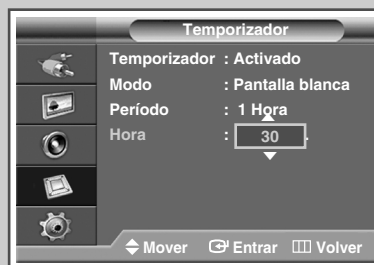 Temporizador
Temporizador : Activado
Modo : Pantalla blanca
Período : 1 Hora
Hora : 30 .
Mover Entrar Volver